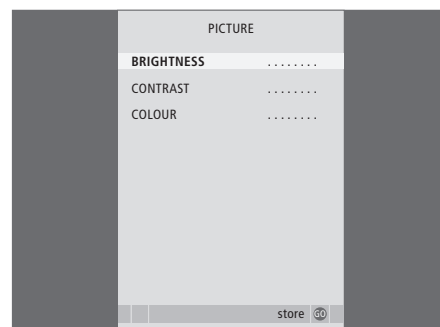 PICTURE
BRIGHTNESS ........
CONTRAST ........
COLOUR ........
store GO